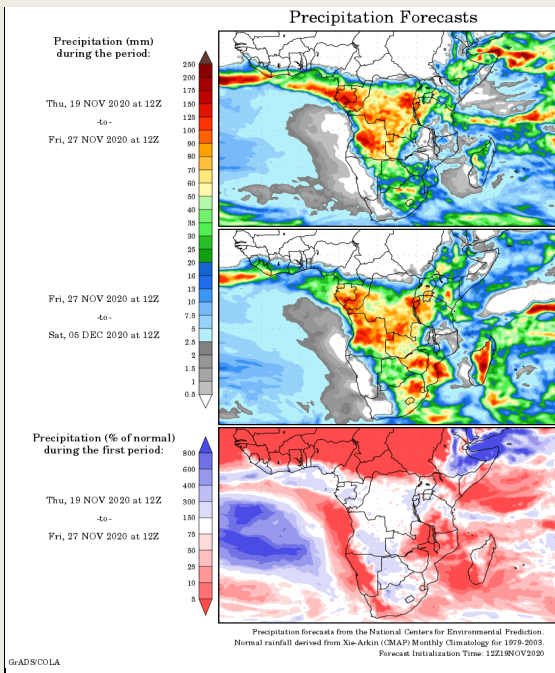 Precipitation Forecasts
Precipitation (mm)
during the period:
Thu, 19 NOV 2020 at 12Z
-to-
Fri, 27 NOV 2020 at 12Z
250
200
175
150
125
100
90
80
70
60
50
40
35
30
25
20
16
13
10
7.5
5
2.5
2
1.5
1
0.5
Fri, 27 NOV 2020 at 12Z
-to-
Sat, 05 DEC 2020 at 12Z
Precipitation (% of normal)
during the first period:
Thu, 19 NOV 2020 at 12Z
-to-
Fri, 27 NOV 2020 at 12Z
800
600
400
300
150
75
50
25
10
5
Precipitation forecasts from the National Centers for Environmental Prediction.
Normal rainfall derived from Xie-Arkin (CMAP) Monthly Climatology for 1979-2003.
Forecast Initialization Time: 12Z19NOV2020
GrADS/COLA